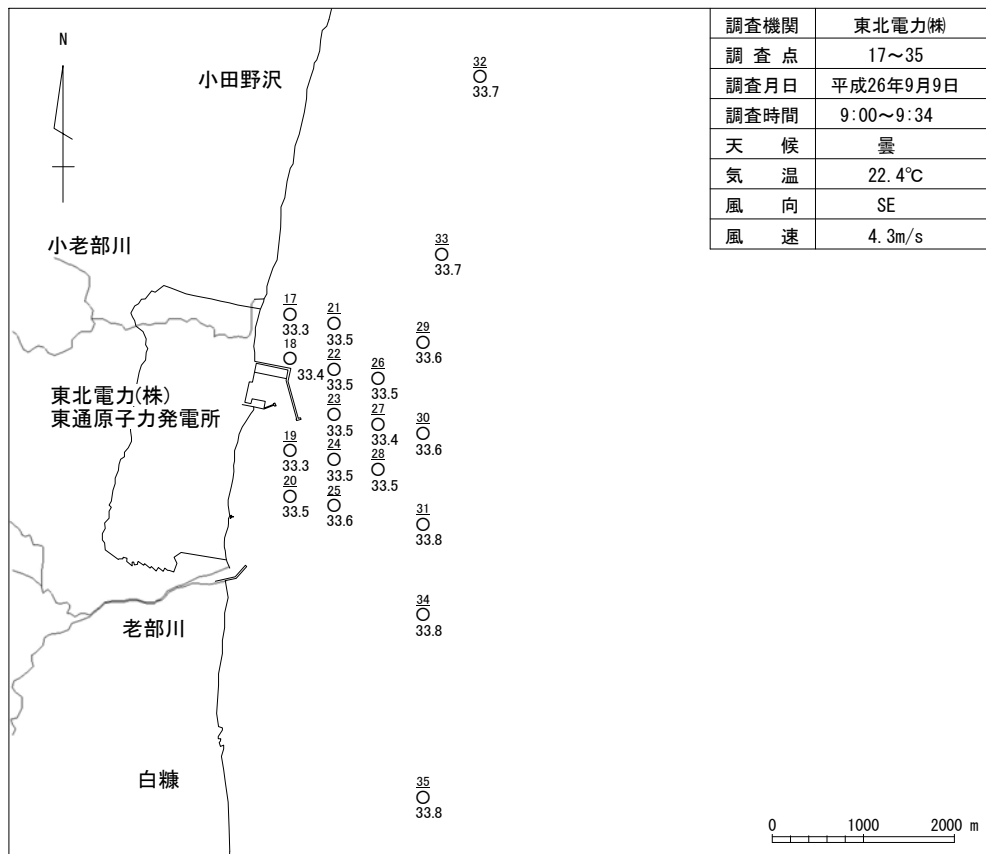 調査機関 東北電力㈱
調査点 17～35
調査月日 平成26年9月9日
調査時間 9:00～9:34
天候 曇
気温 22.4℃
風向 SE
風速 4.3m/s
N
小田野沢
32
33.7
小老部川
33
33.7
17
33.3
21
33.5
18
33.4
29
33.6
22
33.5
26
33.5
東北電力(株)
東通原子力発電所
23
33.5
27
33.4
30
33.6
19
33.3
24
33.5
28
33.5
20
33.5
25
33.6
31
33.8
34
33.8
老部川
白糠
35
33.8
0 1000 2000 m